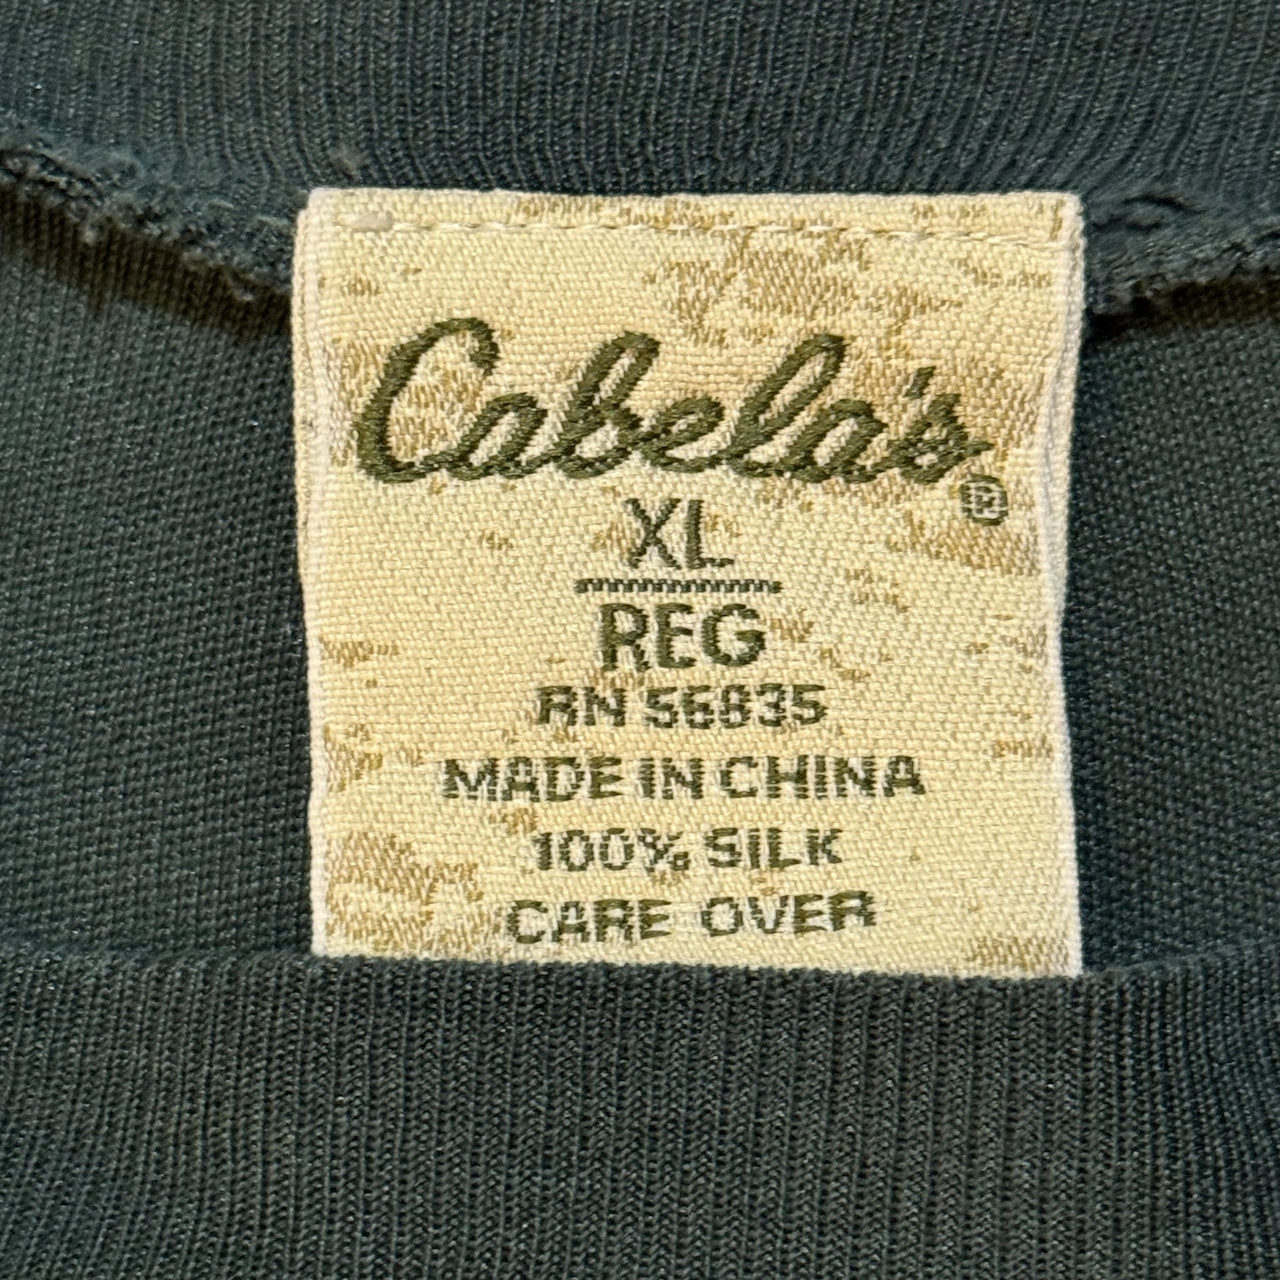 Cabela's®
XL
REG
RN 56835
MADE IN CHINA
100% SILK
CARE OVER